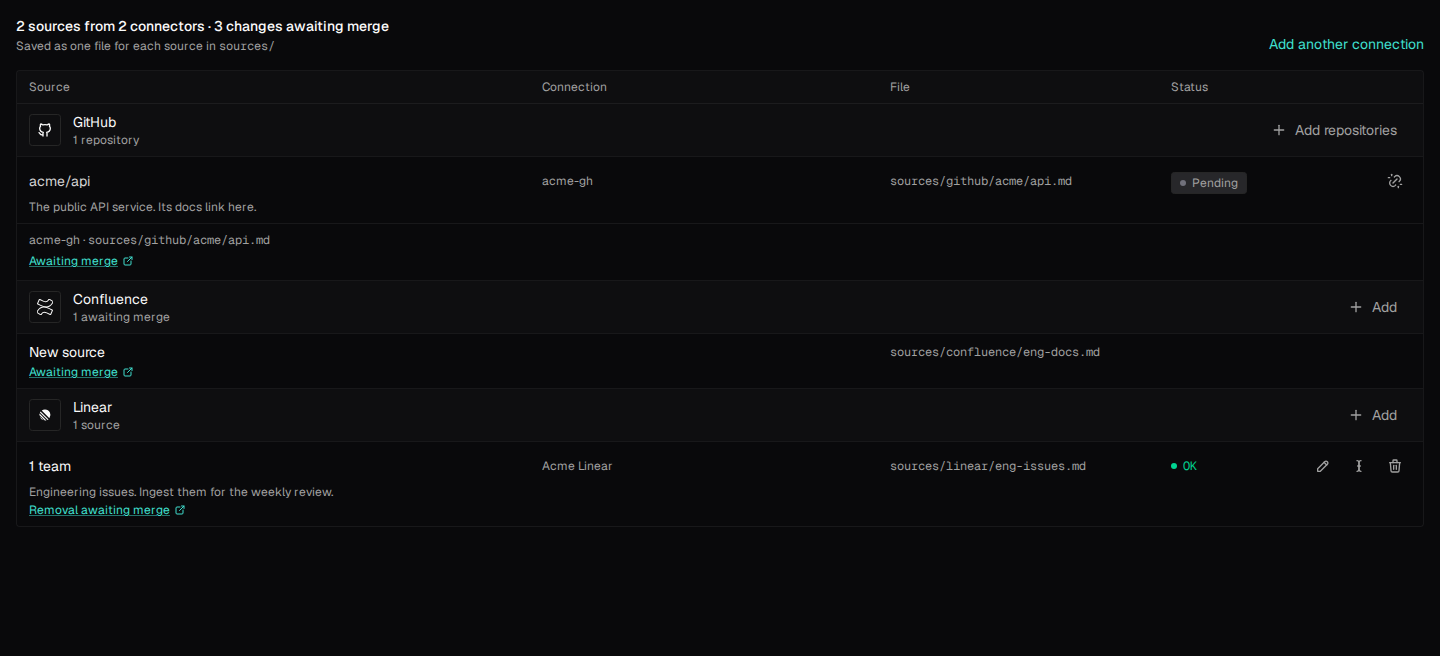 2 sources from 2 connectors · 3 changes awaiting merge
Saved as one file for each source in sources/
Add another connection
Source Connection File Status
GitHub
1 repository
Add repositories
acme/api acme-gh sources/github/acme/api.md Pending
The public API service. Its docs link here.
acme-gh · sources/github/acme/api.md
Awaiting merge
Confluence
1 awaiting merge
Add
New source sources/confluence/eng-docs.md
Awaiting merge
Linear
1 source
Add
1 team Acme Linear sources/linear/eng-issues.md OK
Engineering issues. Ingest them for the weekly review.
Removal awaiting merge